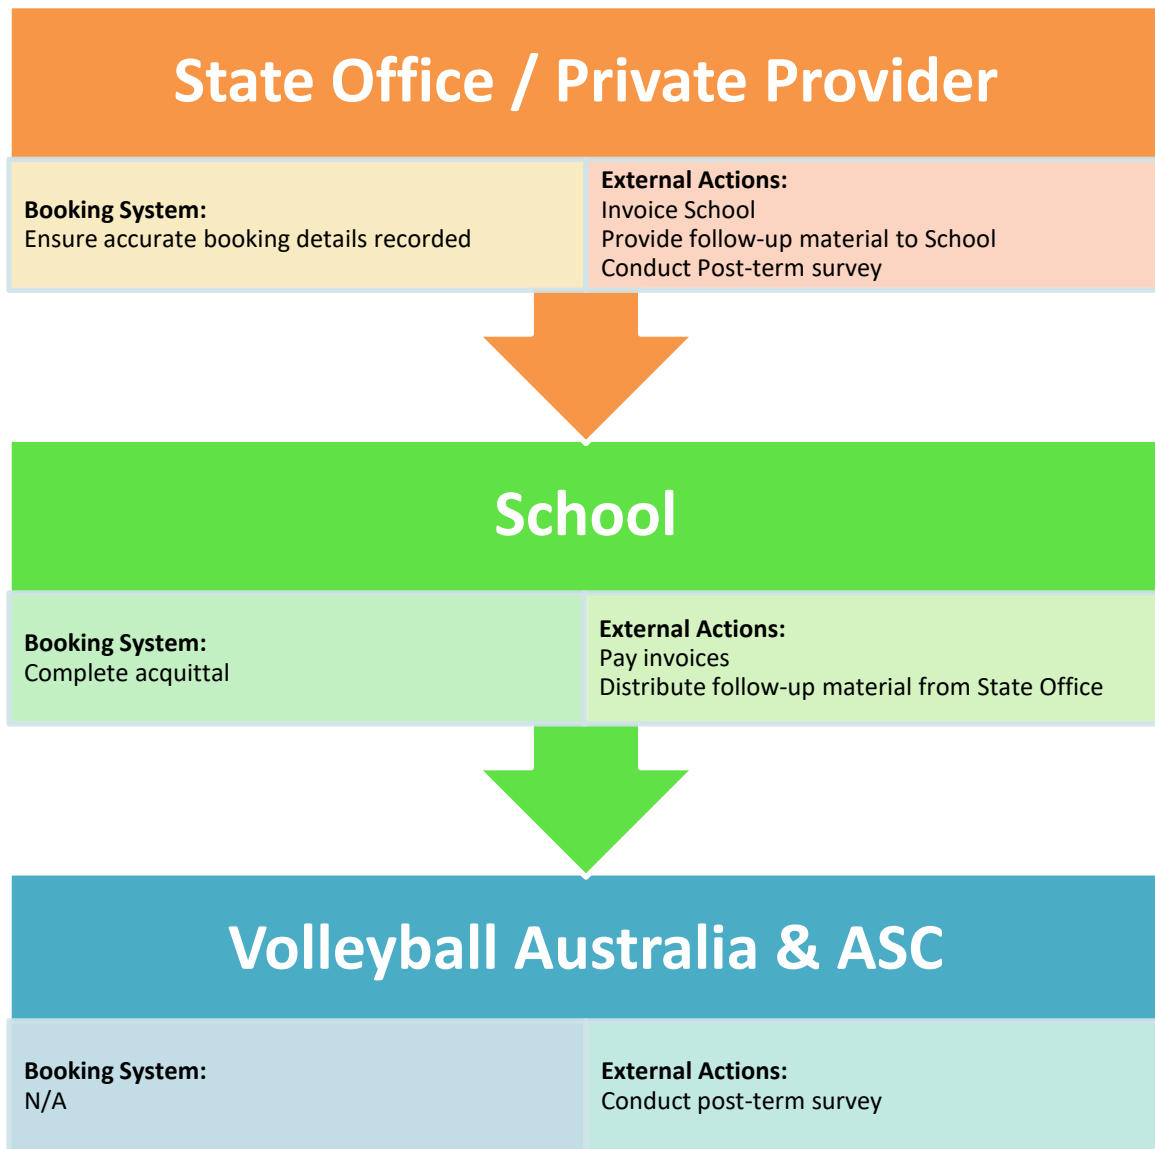 State Office / Private Provider
Booking System:
Ensure accurate booking details recorded
External Actions:
Invoice School
Provide follow-up material to School
Conduct Post-term survey
School
Booking System:
Complete acquittal
External Actions:
Pay invoices
Distribute follow-up material from State Office
Volleyball Australia & ASC
Booking System:
N/A
External Actions:
Conduct post-term survey